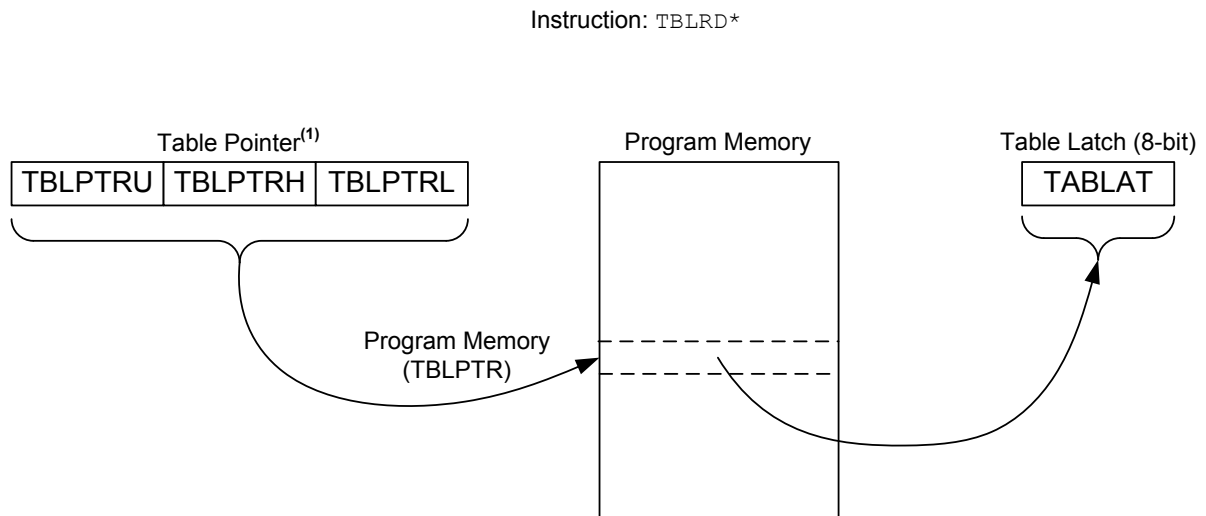 Instruction: TBLRD*
Table Pointer(1)
Program Memory
Table Latch (8-bit)
TBLPTRU TBLPTRH TBLPTRL
TABLAT
Program Memory
(TBLPTR)